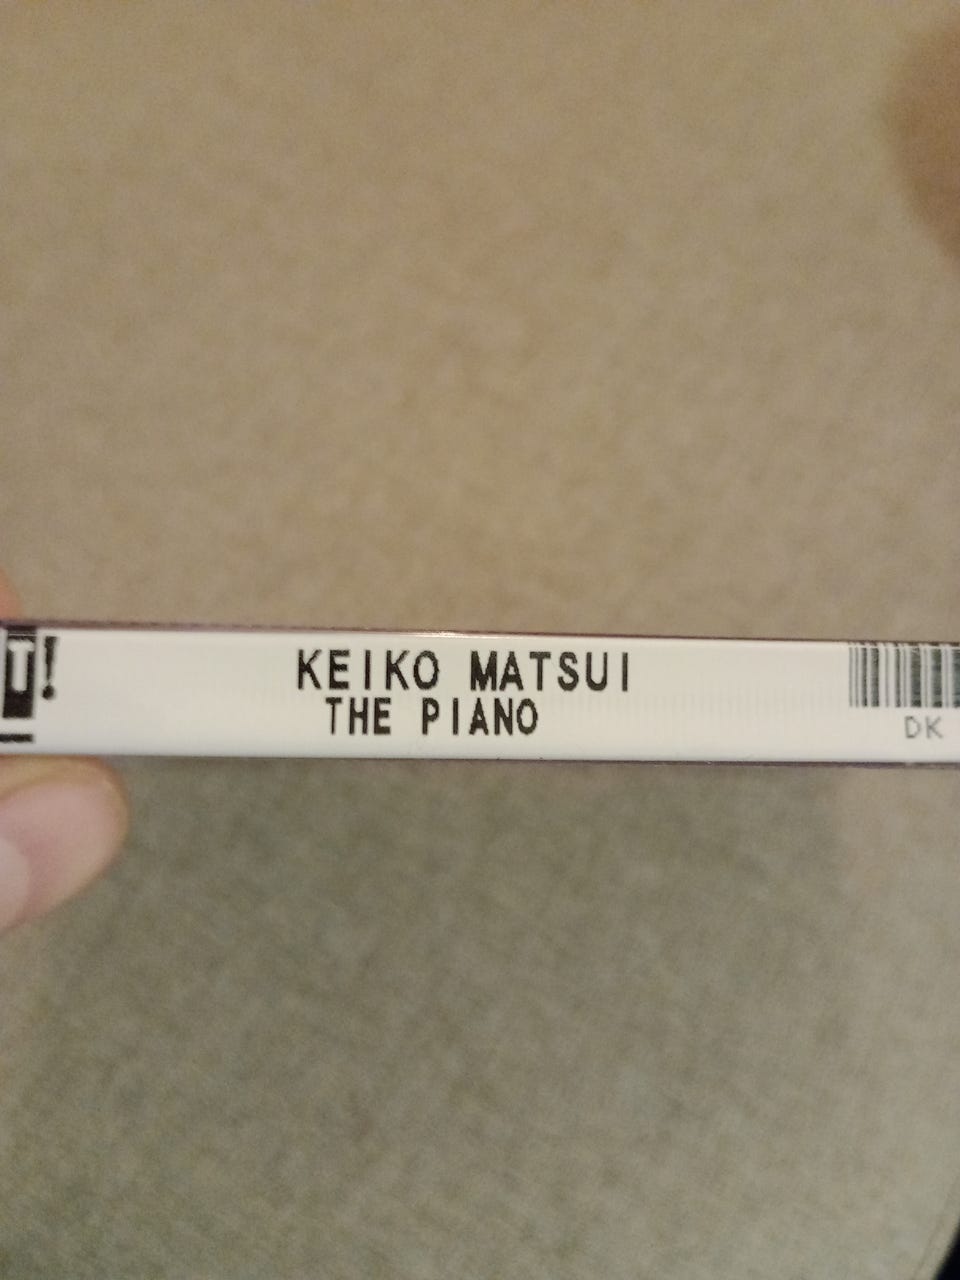 T!
KEIKO MATSUI
THE PIANO
DK